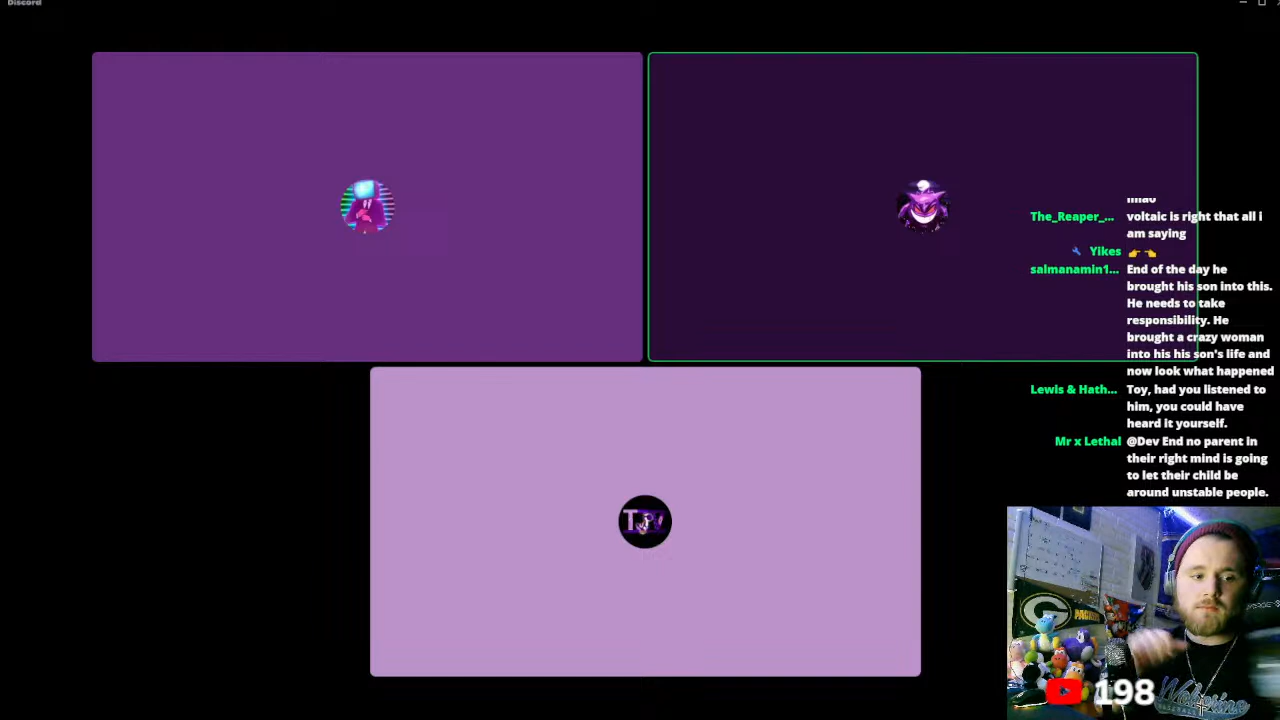 Discord
lmao
The_Reaper_... voltaic is right that all i
am saying
Yikes 👉 👈
salmanamin1... End of the day he
brought his son into this.
He needs to take
responsibility. He
brought a crazy woman
into his his son's life and
now look what happened
Lewis & Hath... Toy, had you listened to
him, you could have
heard it yourself.
Mr x Lethal @Dev End no parent in
their right mind is going
to let their child be
around unstable people.
G
PACKERS
198